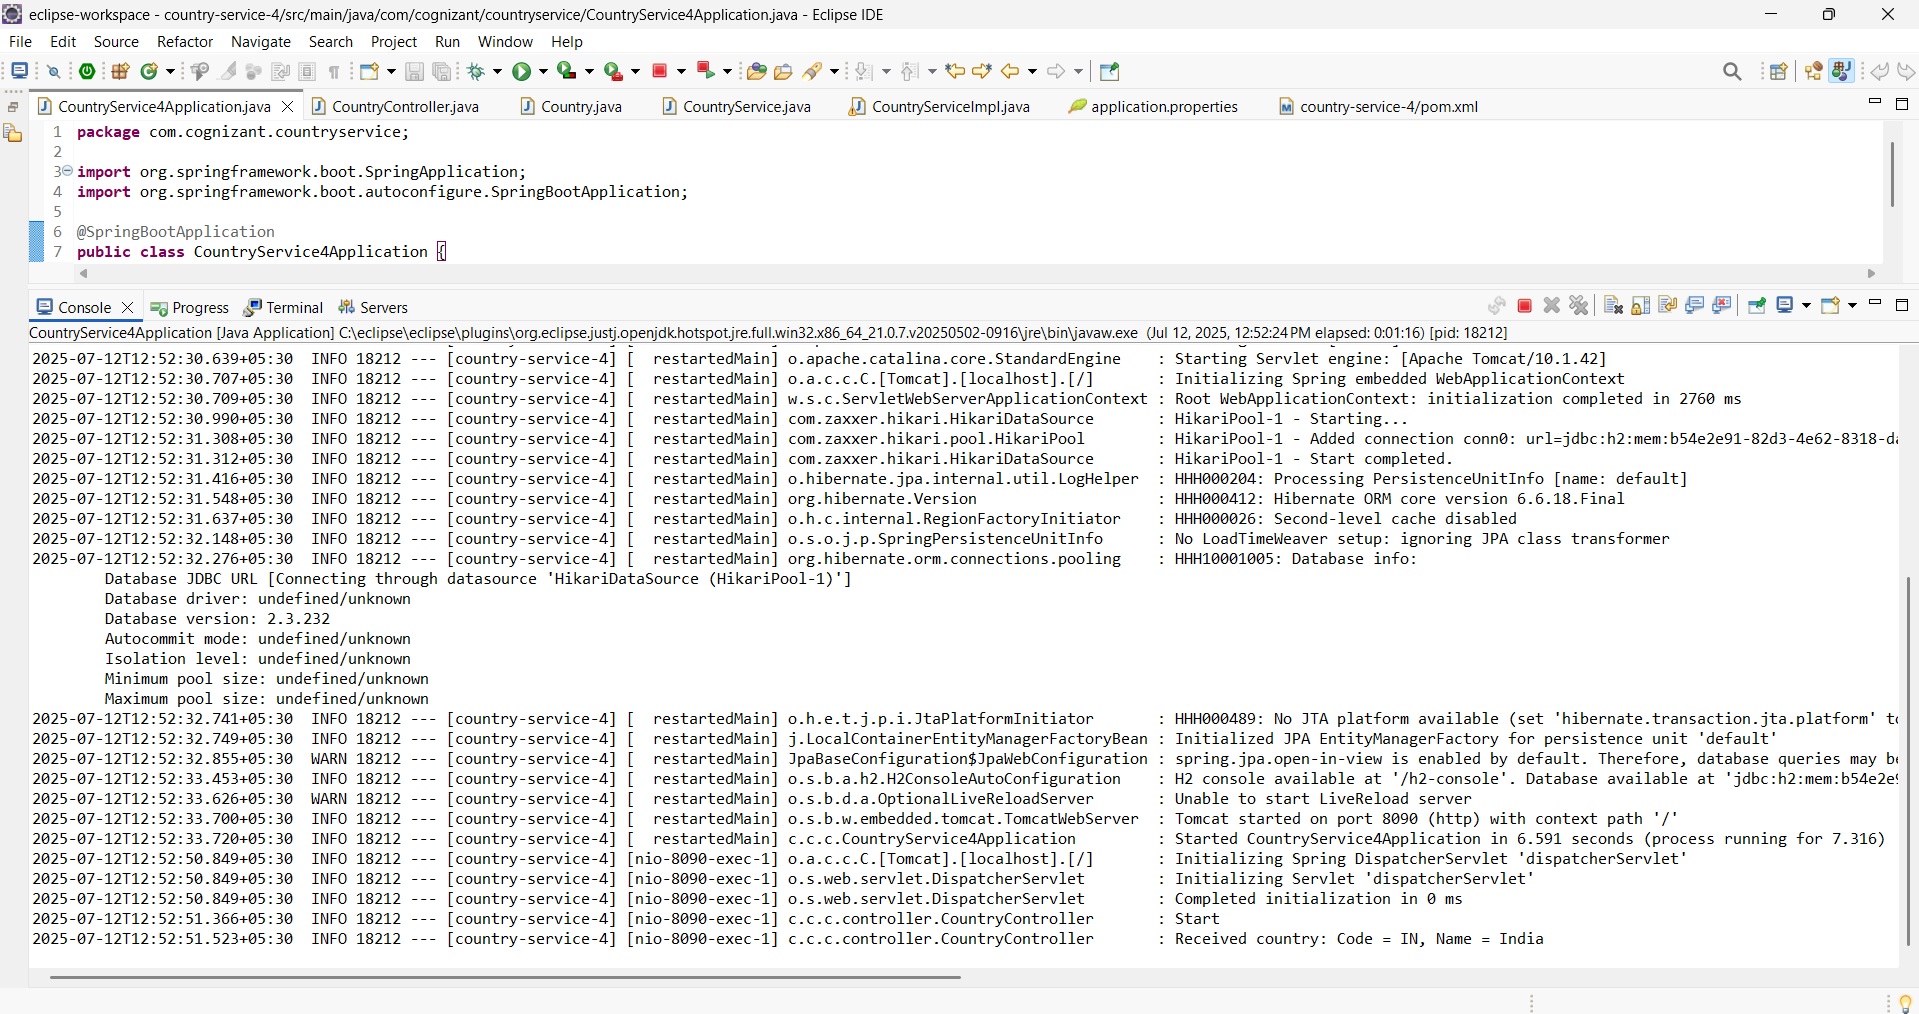 eclipse-workspace - country-service-4/src/main/java/com/cognizant/countryservice/CountryService4Application.java - Eclipse IDE
File Edit Source Refactor Navigate Search Project Run Window Help
CountryService4Application.java CountryController.java Country.java CountryService.java CountryServiceImpl.java application.properties country-service-4/pom.xml
1 package com.cognizant.countryservice;
2
3 import org.springframework.boot.SpringApplication;
4 import org.springframework.boot.autoconfigure.SpringBootApplication;
5
6 @SpringBootApplication
7 public class CountryService4Application {
Console Progress Terminal Servers
CountryService4Application [Java Application] C:\eclipse\eclipse\plugins\org.eclipse.justj.openjdk.hotspot.jre.full.win32.x86_64_21.0.7.v20250502-0916\jre\bin\javaw.exe (Jul 12, 2025, 12:52:24 PM elapsed: 0:01:16) [pid: 18212]
2025-07-12T12:52:30.639+05:30 INFO 18212 --- [country-service-4] [ restartedMain] o.apache.catalina.core.StandardEngine : Starting Servlet engine: [Apache Tomcat/10.1.42]
2025-07-12T12:52:30.707+05:30 INFO 18212 --- [country-service-4] [ restartedMain] o.a.c.c.C.[Tomcat].[localhost].[/] : Initializing Spring embedded WebApplicationContext
2025-07-12T12:52:30.709+05:30 INFO 18212 --- [country-service-4] [ restartedMain] w.s.c.ServletWebServerApplicationContext : Root WebApplicationContext: initialization completed in 2760 ms
2025-07-12T12:52:30.990+05:30 INFO 18212 --- [country-service-4] [ restartedMain] com.zaxxer.hikari.HikariDataSource : HikariPool-1 - Starting...
2025-07-12T12:52:31.308+05:30 INFO 18212 --- [country-service-4] [ restartedMain] com.zaxxer.hikari.pool.HikariPool : HikariPool-1 - Added connection conn0: url=jdbc:h2:mem:b54e2e91-82d3-4e62-8318-da
2025-07-12T12:52:31.312+05:30 INFO 18212 --- [country-service-4] [ restartedMain] com.zaxxer.hikari.HikariDataSource : HikariPool-1 - Start completed.
2025-07-12T12:52:31.416+05:30 INFO 18212 --- [country-service-4] [ restartedMain] o.hibernate.jpa.internal.util.LogHelper : HHH000204: Processing PersistenceUnitInfo [name: default]
2025-07-12T12:52:31.548+05:30 INFO 18212 --- [country-service-4] [ restartedMain] org.hibernate.Version : HHH000412: Hibernate ORM core version 6.6.18.Final
2025-07-12T12:52:31.637+05:30 INFO 18212 --- [country-service-4] [ restartedMain] o.h.c.internal.RegionFactoryInitiator : HHH000026: Second-level cache disabled
2025-07-12T12:52:32.148+05:30 INFO 18212 --- [country-service-4] [ restartedMain] o.s.o.j.p.SpringPersistenceUnitInfo : No LoadTimeWeaver setup: ignoring JPA class transformer
2025-07-12T12:52:32.276+05:30 INFO 18212 --- [country-service-4] [ restartedMain] org.hibernate.orm.connections.pooling : HHH10001005: Database info:
Database JDBC URL [Connecting through datasource 'HikariDataSource (HikariPool-1)']
Database driver: undefined/unknown
Database version: 2.3.232
Autocommit mode: undefined/unknown
Isolation level: undefined/unknown
Minimum pool size: undefined/unknown
Maximum pool size: undefined/unknown
2025-07-12T12:52:32.741+05:30 INFO 18212 --- [country-service-4] [ restartedMain] o.h.e.t.j.p.i.JtaPlatformInitiator : HHH000489: No JTA platform available (set 'hibernate.transaction.jta.platform' to
2025-07-12T12:52:32.749+05:30 INFO 18212 --- [country-service-4] [ restartedMain] j.LocalContainerEntityManagerFactoryBean : Initialized JPA EntityManagerFactory for persistence unit 'default'
2025-07-12T12:52:32.855+05:30 WARN 18212 --- [country-service-4] [ restartedMain] JpaBaseConfiguration$JpaWebConfiguration : spring.jpa.open-in-view is enabled by default. Therefore, database queries may be
2025-07-12T12:52:33.453+05:30 INFO 18212 --- [country-service-4] [ restartedMain] o.s.b.a.h2.H2ConsoleAutoConfiguration : H2 console available at '/h2-console'. Database available at 'jdbc:h2:mem:b54e2e9
2025-07-12T12:52:33.626+05:30 WARN 18212 --- [country-service-4] [ restartedMain] o.s.b.d.a.OptionalLiveReloadServer : Unable to start LiveReload server
2025-07-12T12:52:33.700+05:30 INFO 18212 --- [country-service-4] [ restartedMain] o.s.b.w.embedded.tomcat.TomcatWebServer : Tomcat started on port 8090 (http) with context path '/'
2025-07-12T12:52:33.720+05:30 INFO 18212 --- [country-service-4] [ restartedMain] c.c.c.CountryService4Application : Started CountryService4Application in 6.591 seconds (process running for 7.316)
2025-07-12T12:52:50.849+05:30 INFO 18212 --- [country-service-4] [nio-8090-exec-1] o.a.c.c.C.[Tomcat].[localhost].[/] : Initializing Spring DispatcherServlet 'dispatcherServlet'
2025-07-12T12:52:50.849+05:30 INFO 18212 --- [country-service-4] [nio-8090-exec-1] o.s.web.servlet.DispatcherServlet : Initializing Servlet 'dispatcherServlet'
2025-07-12T12:52:50.849+05:30 INFO 18212 --- [country-service-4] [nio-8090-exec-1] o.s.web.servlet.DispatcherServlet : Completed initialization in 0 ms
2025-07-12T12:52:51.366+05:30 INFO 18212 --- [country-service-4] [nio-8090-exec-1] c.c.c.controller.CountryController : Start
2025-07-12T12:52:51.523+05:30 INFO 18212 --- [country-service-4] [nio-8090-exec-1] c.c.c.controller.CountryController : Received country: Code = IN, Name = India